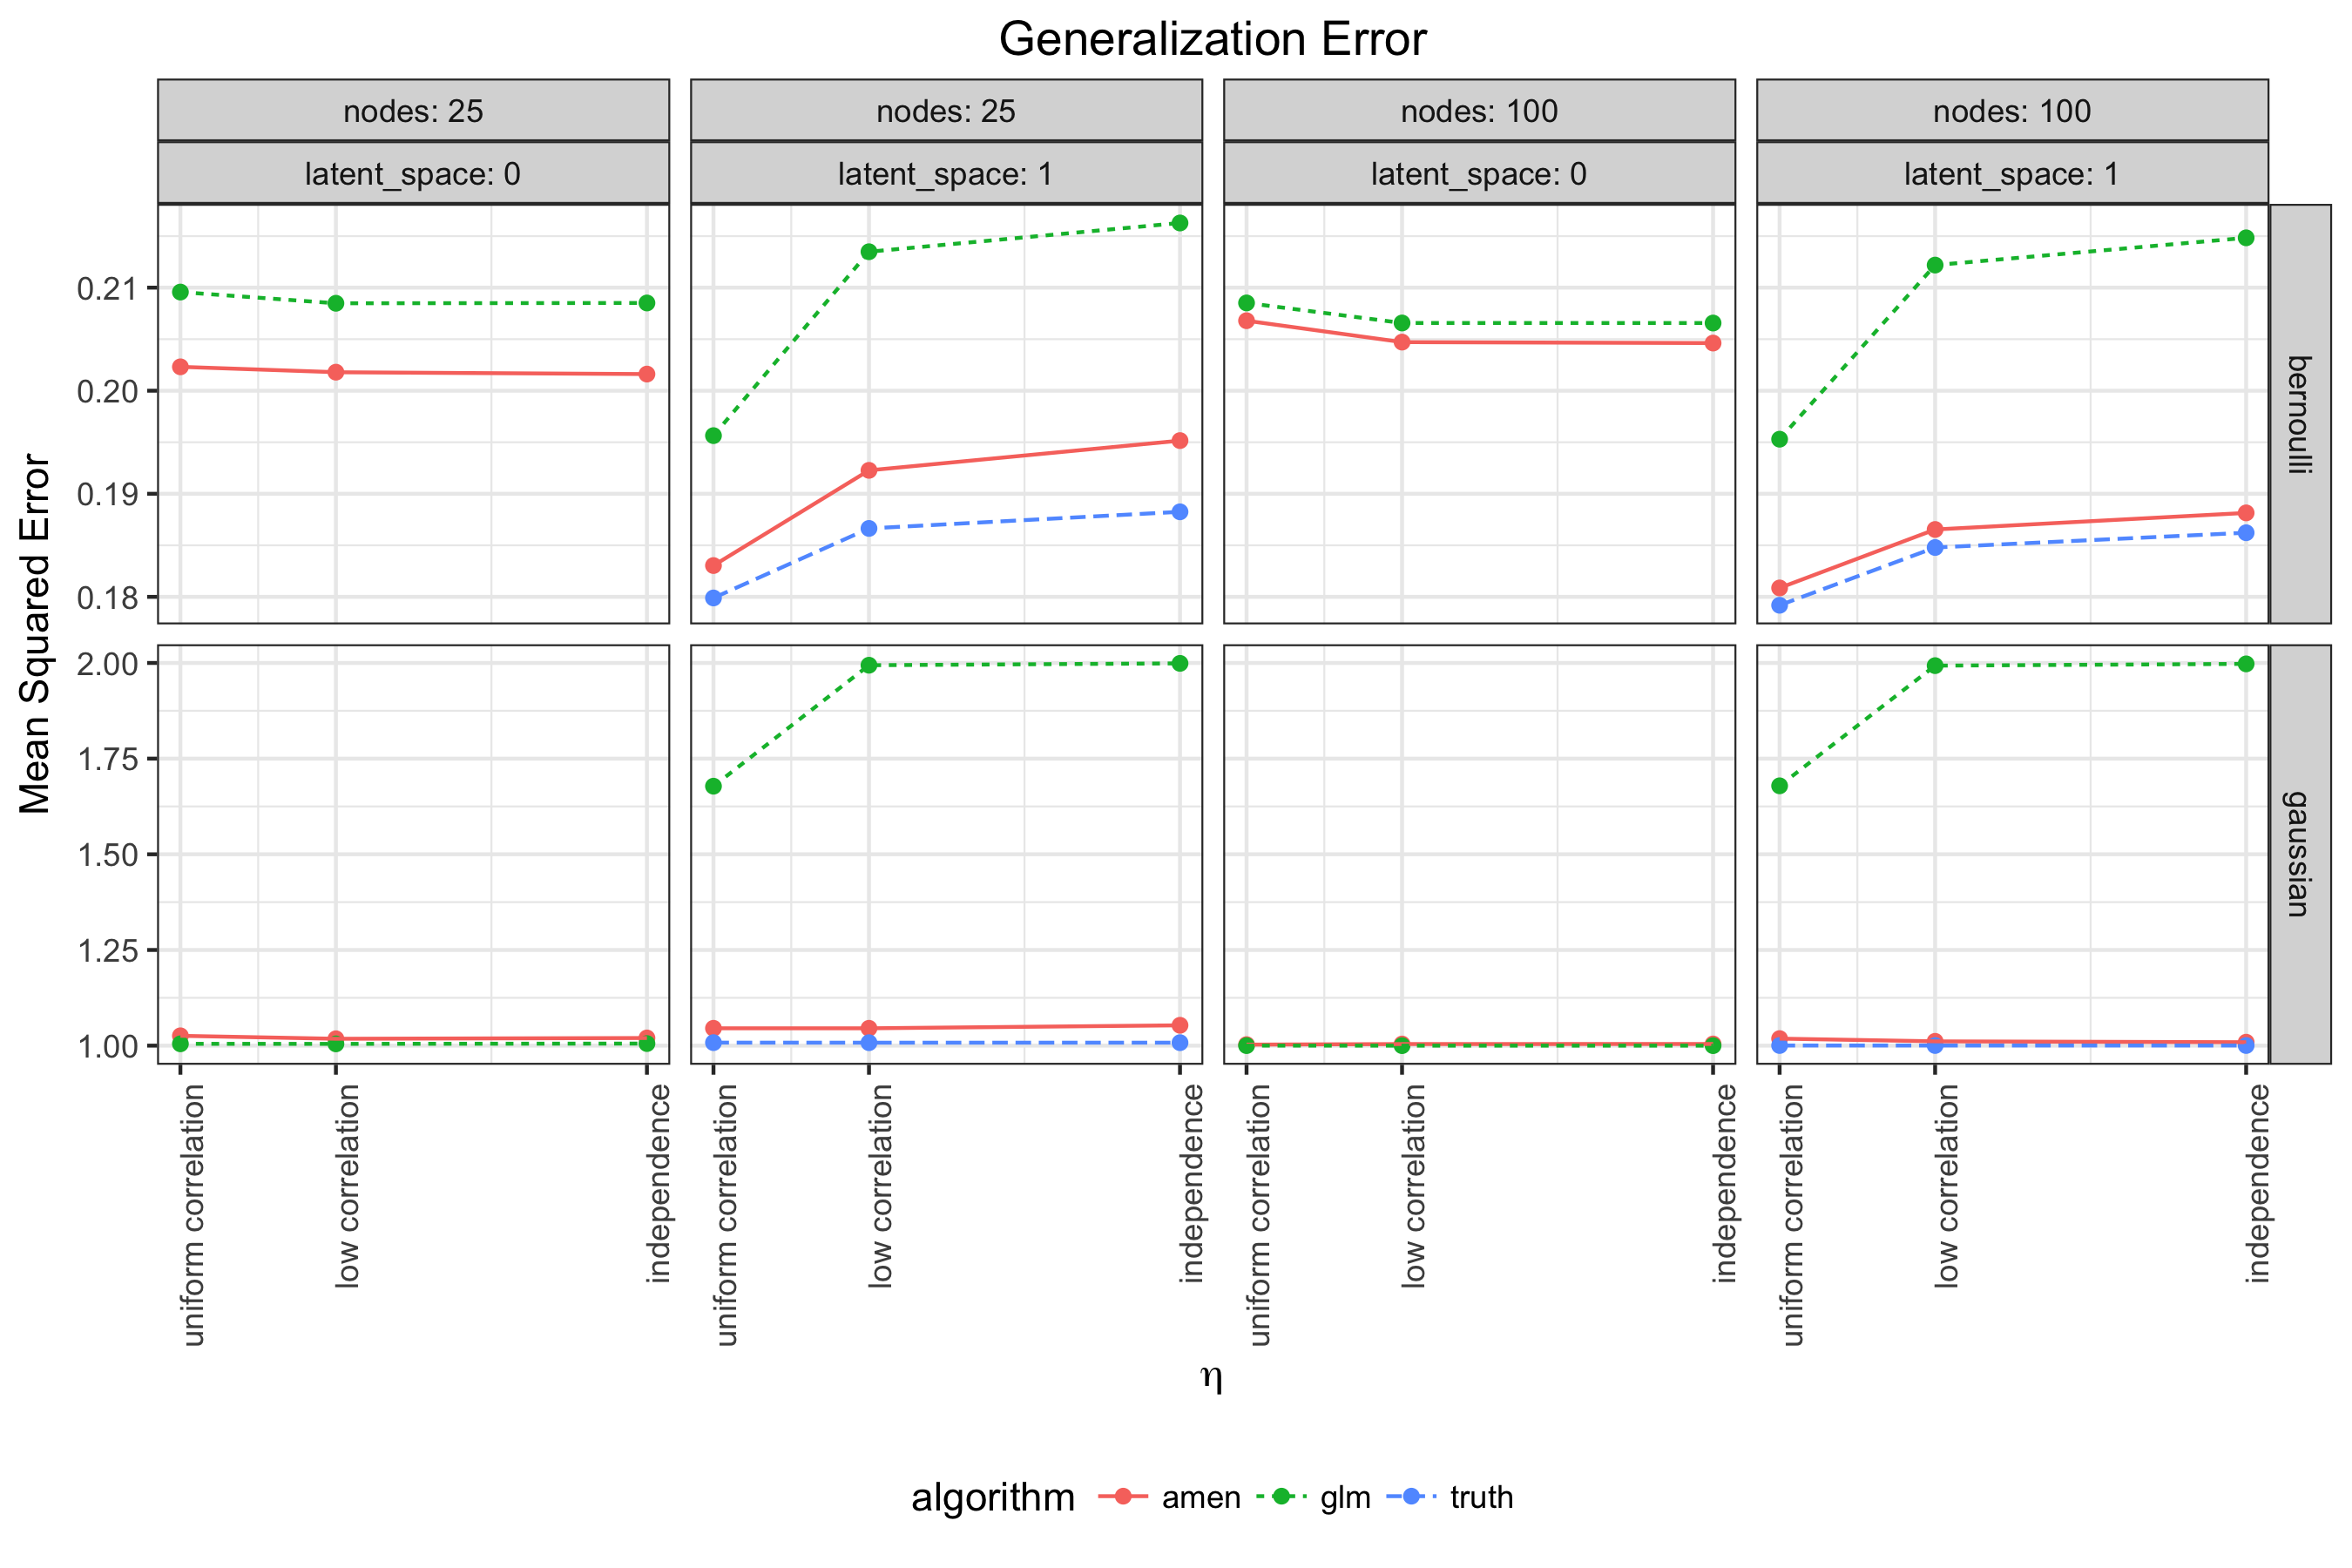 Generalization Error
nodes: 25
nodes: 25
nodes: 100
nodes: 100
latent_space: 0
latent_space: 1
latent_space: 0
latent_space: 1
Mean Squared Error
0.21
0.20
0.19
0.18
bernoulli
2.00
1.75
1.50
1.25
1.00
gaussian
uniform correlation
low correlation
independence
uniform correlation
low correlation
independence
uniform correlation
low correlation
independence
uniform correlation
low correlation
independence
η
algorithm amen glm truth